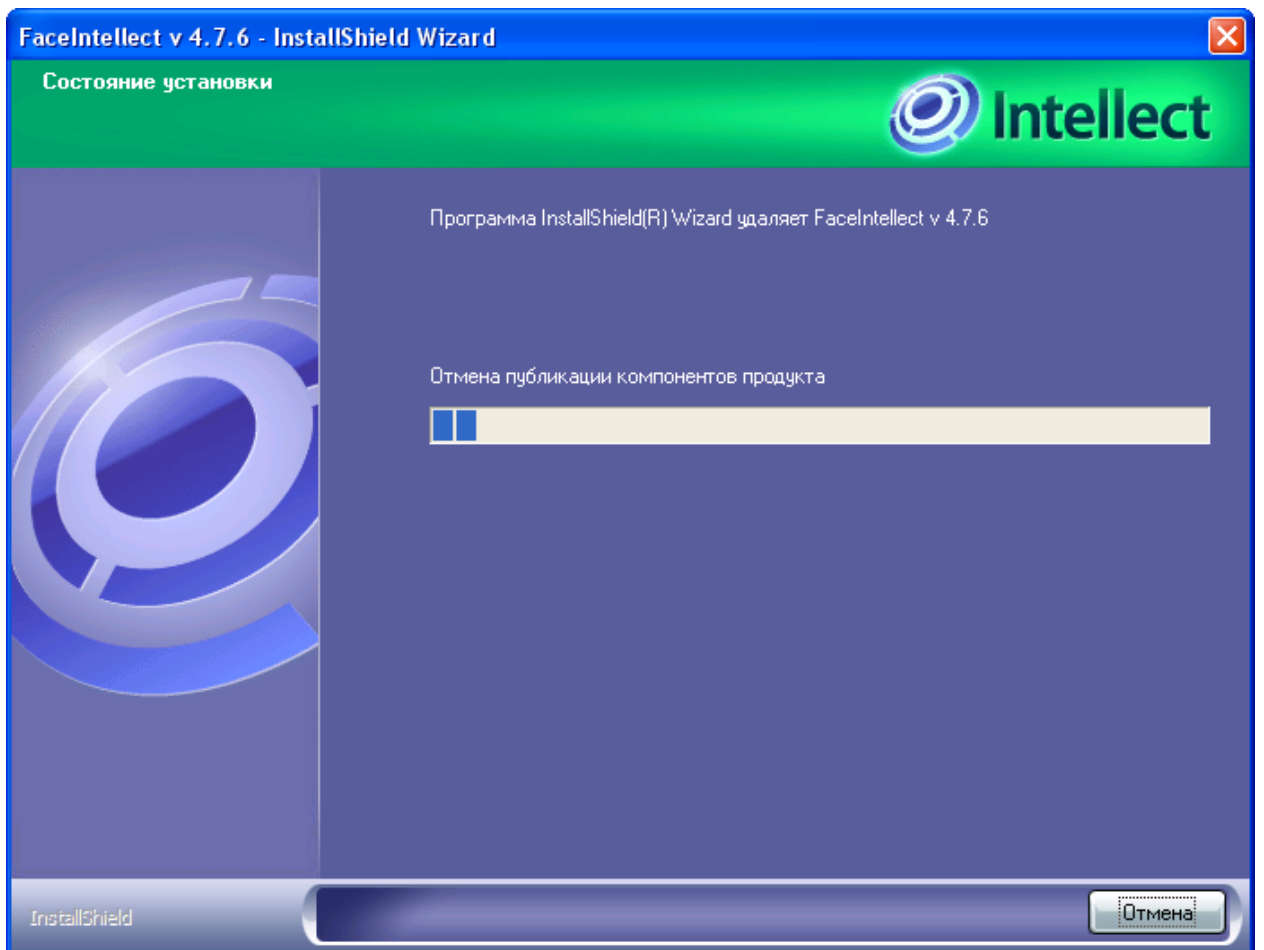 FaceIntellect v 4.7.6 - InstallShield Wizard
Состояние установки
Intellect
Программа InstallShield(R) Wizard удаляет FaceIntellect v 4.7.6
Отмена публикации компонентов продукта
InstallShield
Отмена